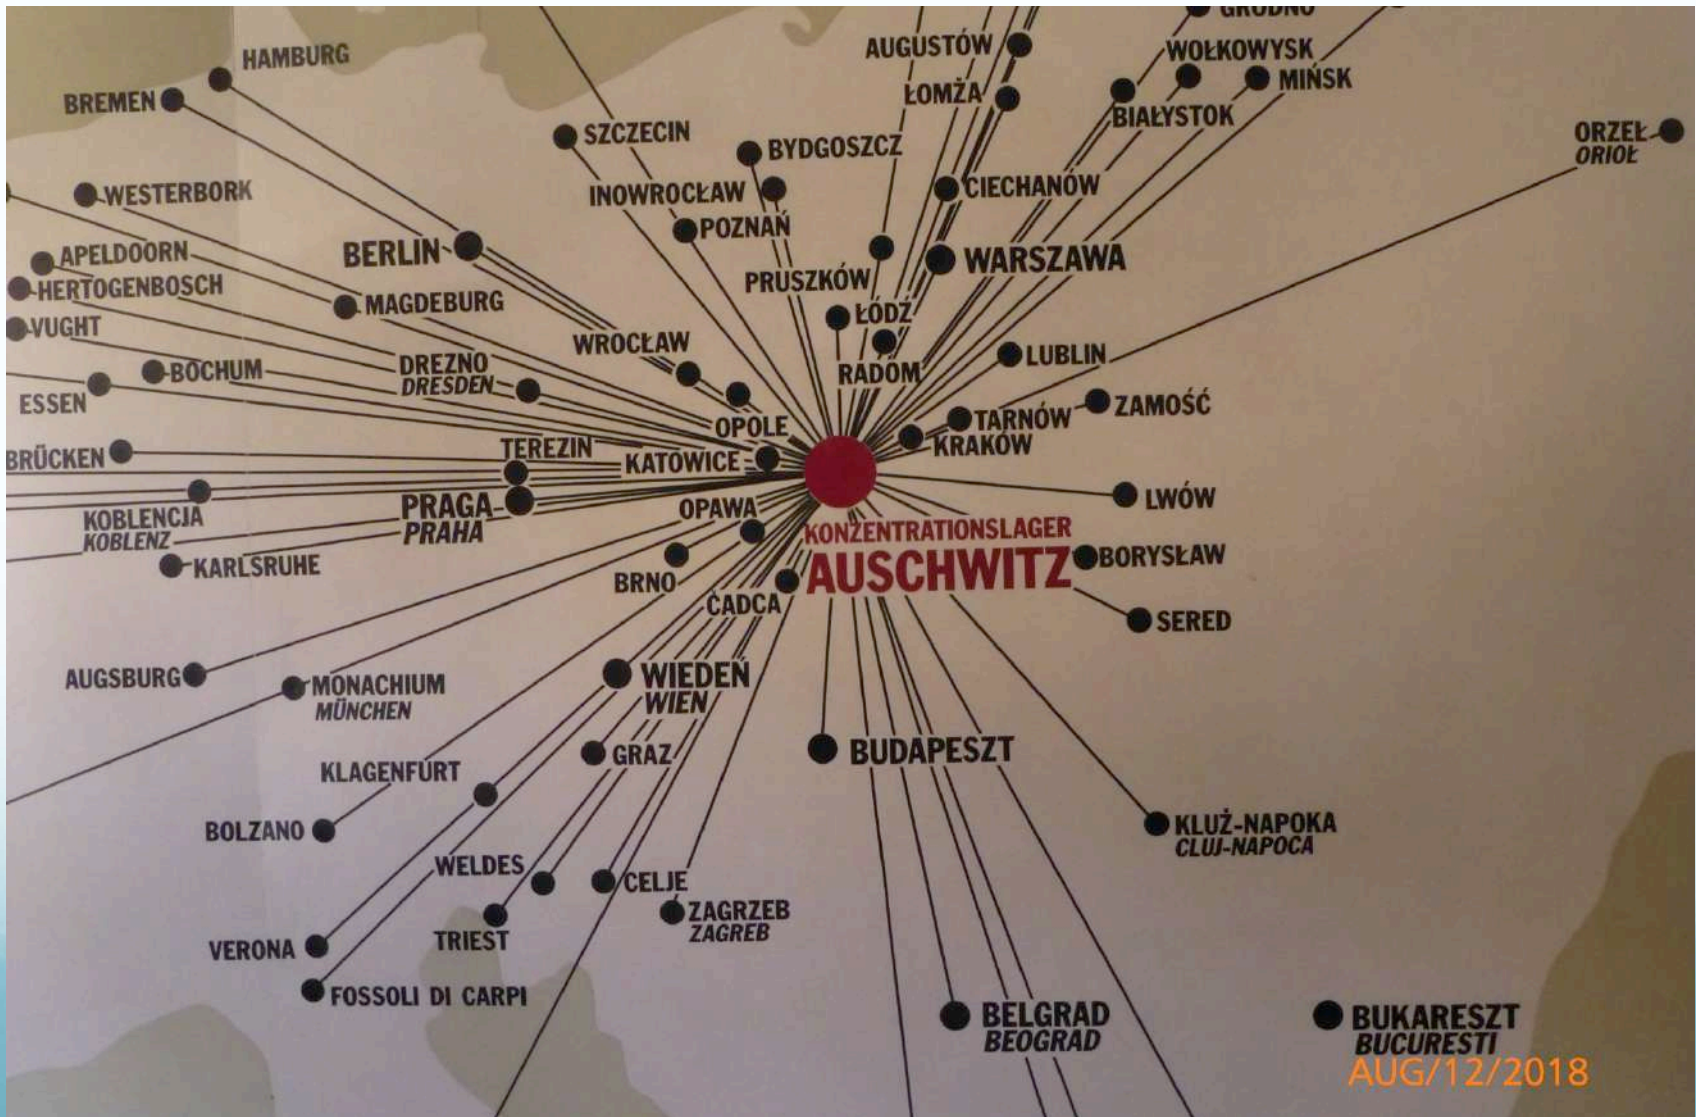 HAMBURG
AUGUSTÓW
GRODNO
WOŁKOWYSK
BREMEN
ŁOMŻA
MIŃSK
BIAŁYSTOK
SZCZECIN
BYDGOSZCZ
ORZEŁ
ORIOŁ
WESTERBORK
INOWROCŁAW
CIECHANÓW
POZNAŃ
APELDOORN
BERLIN
WARSZAWA
HERTOGENBOSCH
PRUSZKÓW
MAGDEBURG
ŁÓDŹ
VUGHT
WROCŁAW
LUBLIN
BOCHUM
DREZNO
DRESDEN
RADOM
ESSEN
ZAMOŚĆ
OPOLE
TARNÓW
KRAKÓW
BRÜCKEN
TEREZIN
KATOWICE
LWÓW
PRAGA
PRAHA
OPAWA
KOBLENCJA
KOBLENZ
KONZENTRATIONSLAGER
AUSCHWITZ
BORYSŁAW
KARLSRUHE
BRNO
CADCA
SERED
AUGSBURG
MONACHIUM
MÜNCHEN
WIEDEŃ
WIEN
GRAZ
BUDAPESZT
KLAGENFURT
BOLZANO
KLUŻ-NAPOKA
CLUJ-NAPOCA
WELDES
CELJE
ZAGRZEB
ZAGREB
TRIEST
VERONA
FOSSOLI DI CARPI
BELGRAD
BEOGRAD
BUKARESZT
BUCURESTI
AUG/12/2018